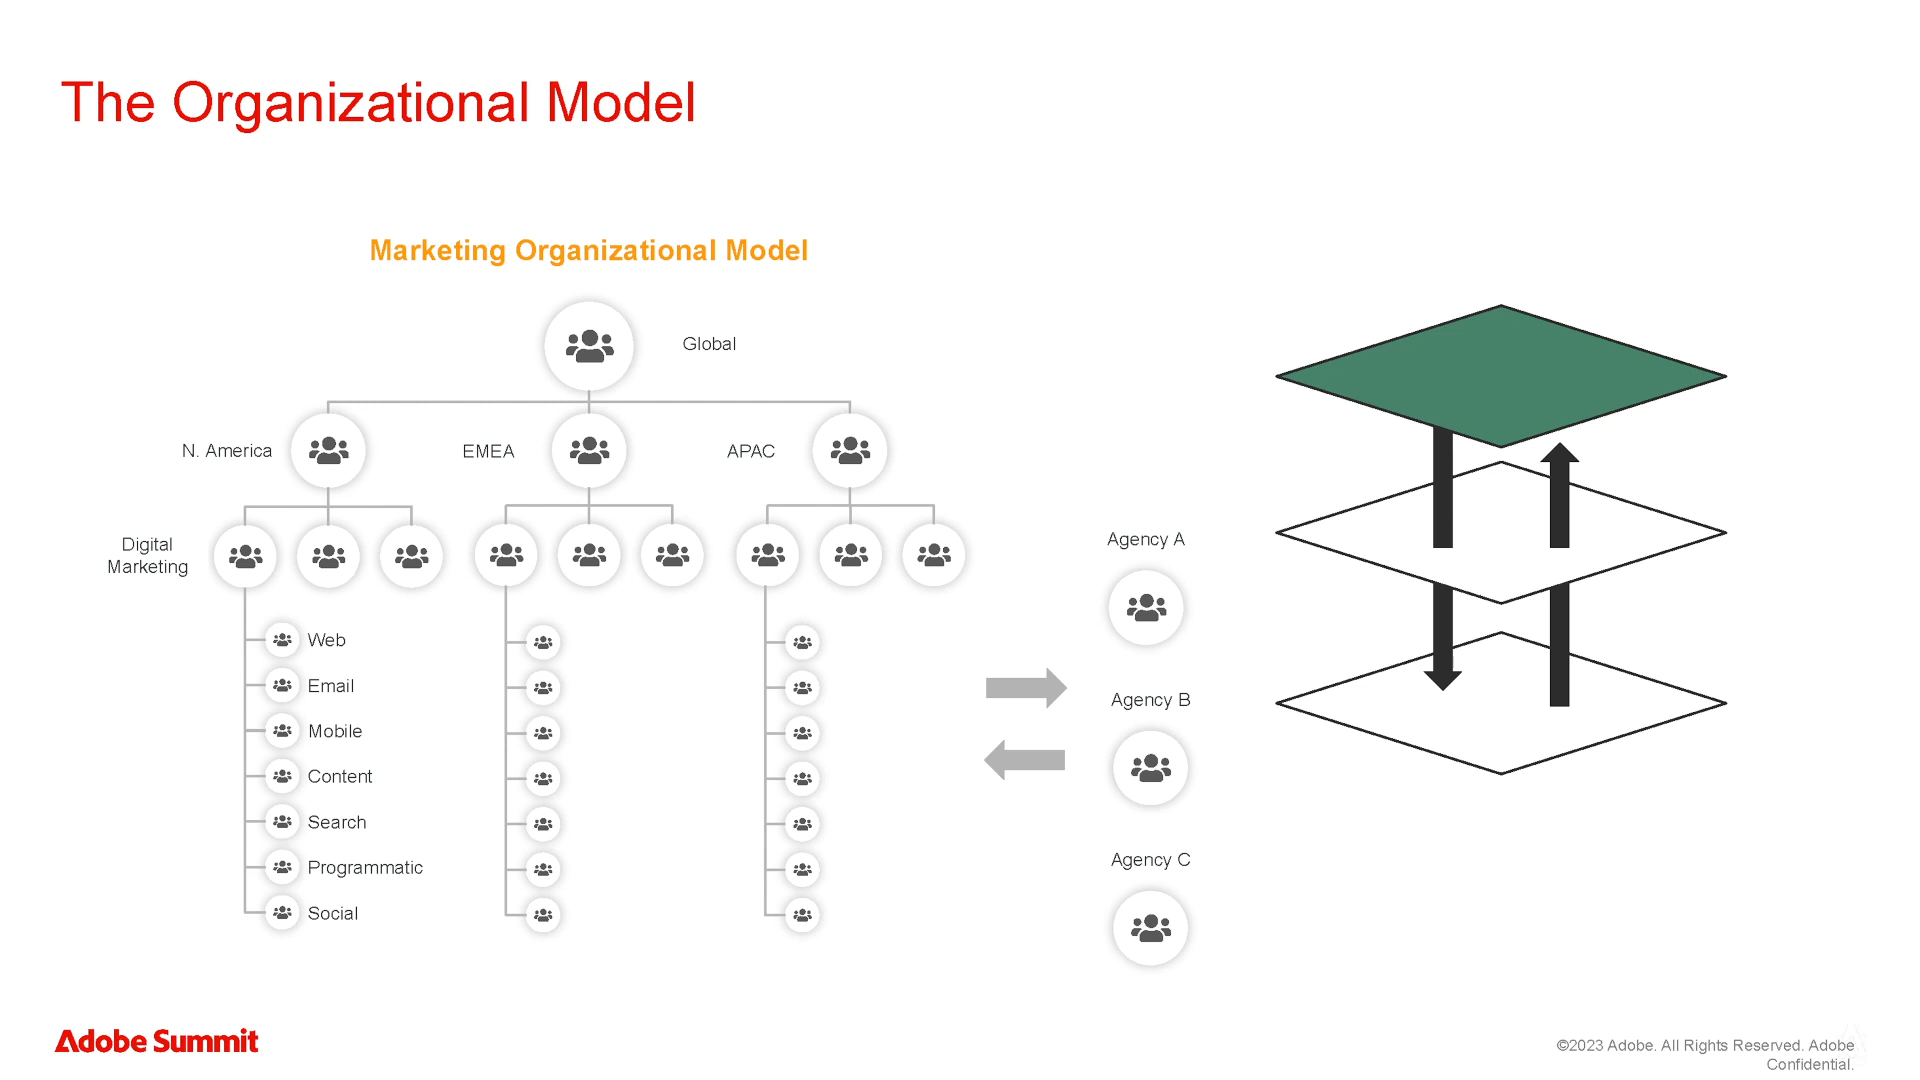 The Organizational Model
Marketing Organizational Model
Global
N. America
EMEA
APAC
Digital
Marketing
Web
Email
Mobile
Content
Search
Programmatic
Social
Agency A
Agency B
Agency C
Adobe Summit
©2023 Adobe. All Rights Reserved. Adobe
Confidential.